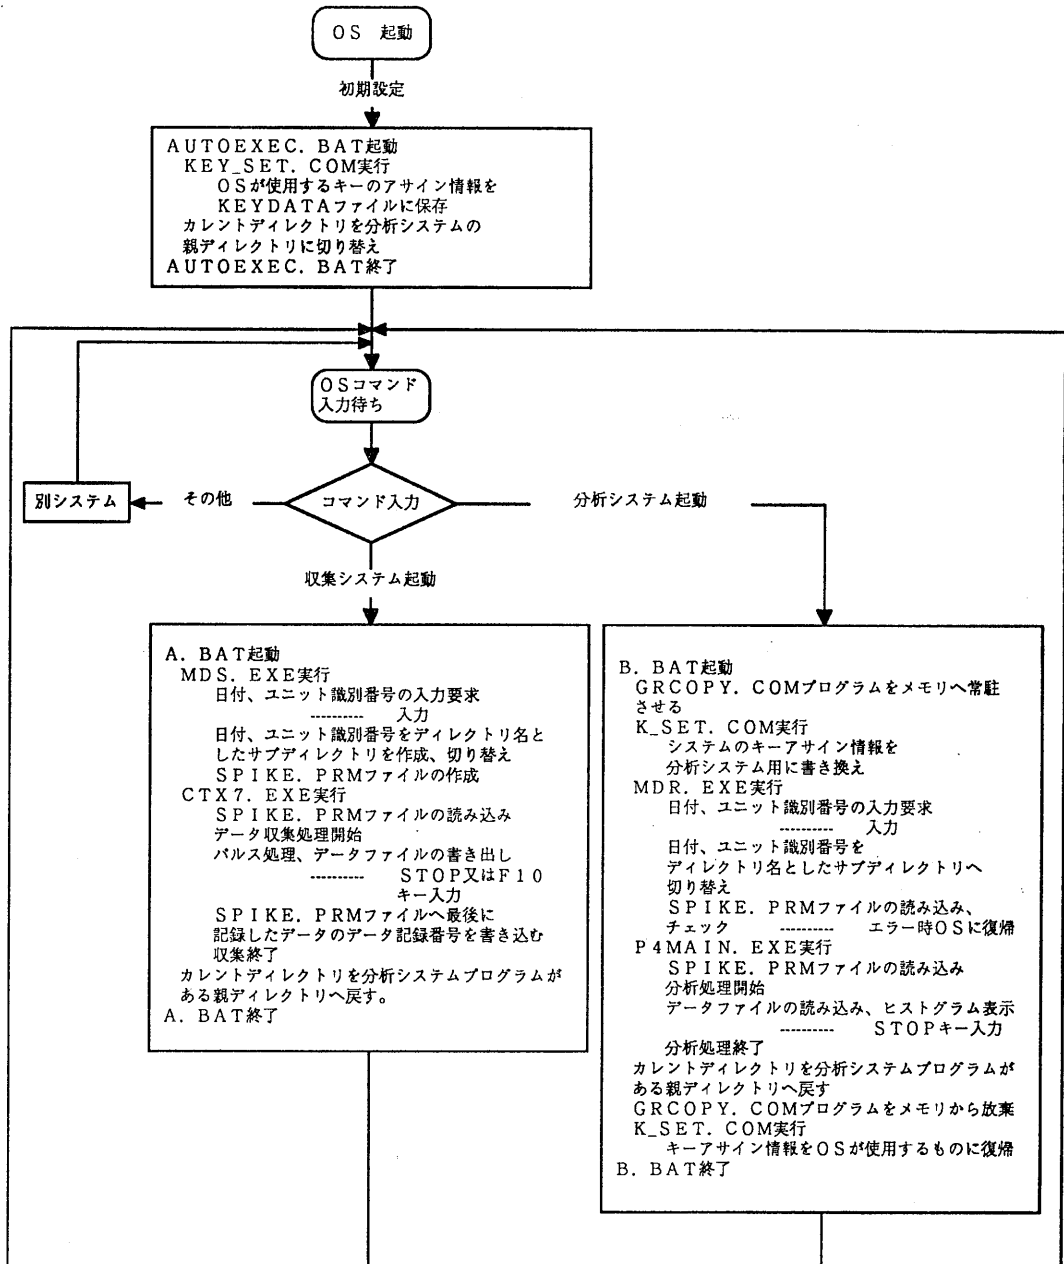 OS 起動
初期設定
AUTOEXEC. BAT起動
KEY_SET. COM実行
OSが使用するキーのアサイン情報を
KEYDATAファイルに保存
カレントディレクトリを分析システムの
親ディレクトリに切り替え
AUTOEXEC. BAT終了
OSコマンド
入力待ち
別システム
その他
コマンド入力
分析システム起動
収集システム起動
A. BAT起動
MDS. EXE実行
日付、ユニット識別番号の入力要求
---------- 入力
日付、ユニット識別番号をディレクトリ名と
したサブディレクトリを作成、切り替え
SPIKE. PRMファイルの作成
CTX7. EXE実行
SPIKE. PRMファイルの読み込み
データ収集処理開始
パルス処理、データファイルの書き出し
---------- STOP又はF10
キー入力
SPIKE. PRMファイルへ最後に
記録したデータのデータ記録番号を書き込む
収集終了
カレントディレクトリを分析システムプログラムが
ある親ディレクトリへ戻す。
A. BAT終了
B. BAT起動
GRCOPY. COMプログラムをメモリへ常駐
させる
K_SET. COM実行
システムのキーアサイン情報を
分析システム用に書き換え
MDR. EXE実行
日付、ユニット識別番号の入力要求
---------- 入力
日付、ユニット識別番号を
ディレクトリ名としたサブディレクトリへ
切り替え
SPIKE. PRMファイルの読み込み、
チェック ---------- エラー時OSに復帰
P4MAIN. EXE実行
SPIKE. PRMファイルの読み込み
分析処理開始
データファイルの読み込み、ヒストグラム表示
---------- STOPキー入力
分析処理終了
カレントディレクトリを分析システムプログラムが
ある親ディレクトリへ戻す
GRCOPY. COMプログラムをメモリから放棄
K_SET. COM実行
キーアサイン情報をOSが使用するものに復帰
B. BAT終了